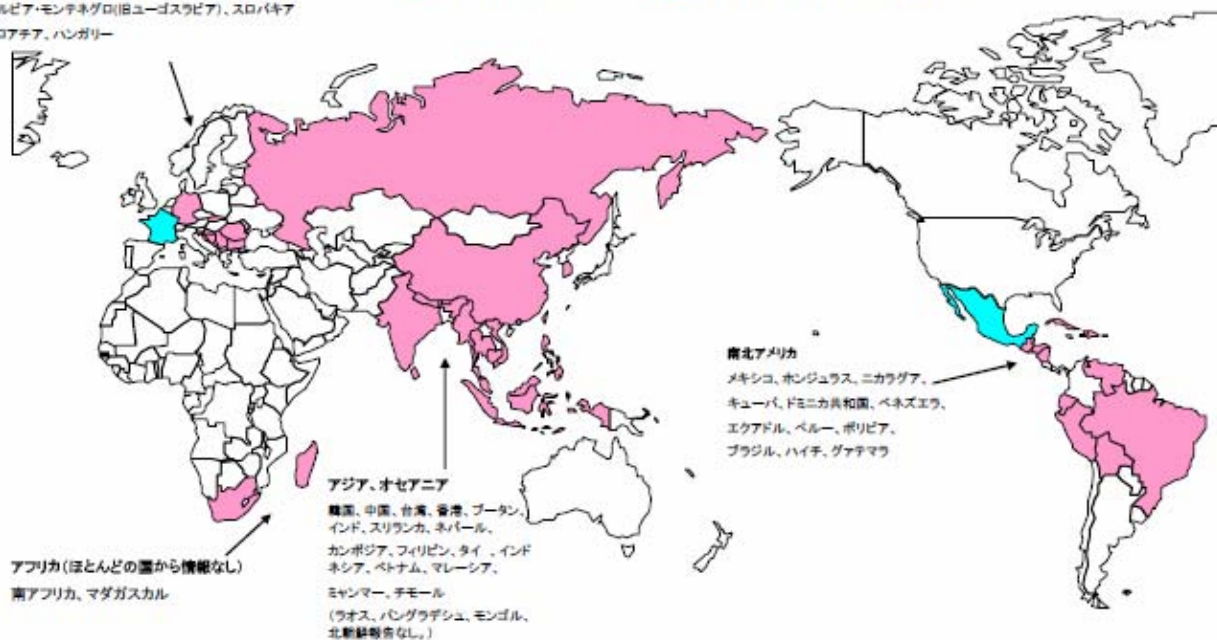 ルビア・モンテネグロ(旧ユーゴスラビア)、スロバキア
ロアチア、ハンガリー
南北アメリカ
メキシコ、ホンジュラス、ニカラグア、
キューバ、ドミニカ共和国、ベネズエラ、
エクアドル、ペルー、ボリビア、
ブラジル、ハイチ、グァテマラ
アジア、オセアニア
韓国、中国、台湾、香港、ブータン、
インド、スリランカ、ネパール、
カンボジア、フィリピン、タイ 、インド
ネシア、ベトナム、マレーシア、
ミャンマー、チモール
(ラオス、バングラデシュ、モンゴル、
北朝鮮報告なし。)
アフリカ(ほとんどの国から情報なし)
南アフリカ、マダガスカル